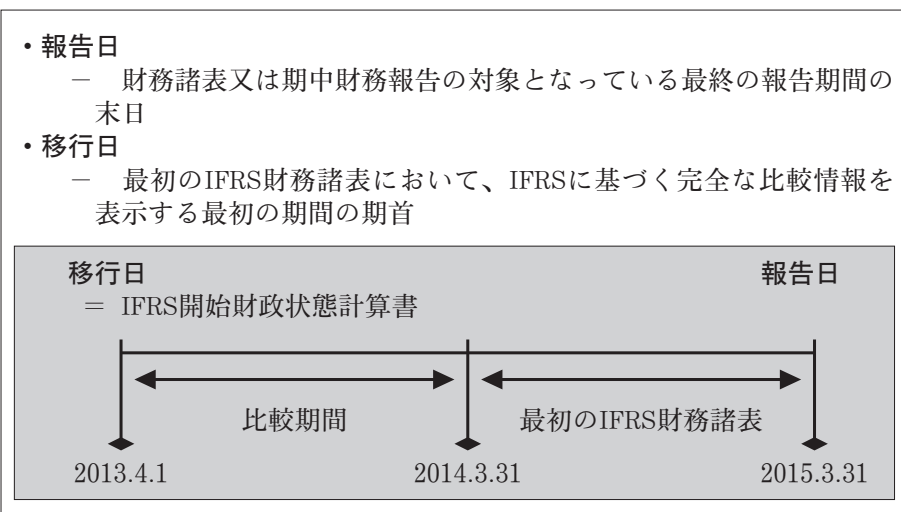 ・報告日
－ 財務諸表又は期中財務報告の対象となっている最終の報告期間の
末日
・移行日
－ 最初のIFRS財務諸表において、IFRSに基づく完全な比較情報を
表示する最初の期間の期首
移行日 報告日
＝ IFRS開始財政状態計算書
比較期間 最初のIFRS財務諸表
2013.4.1 2014.3.31 2015.3.31